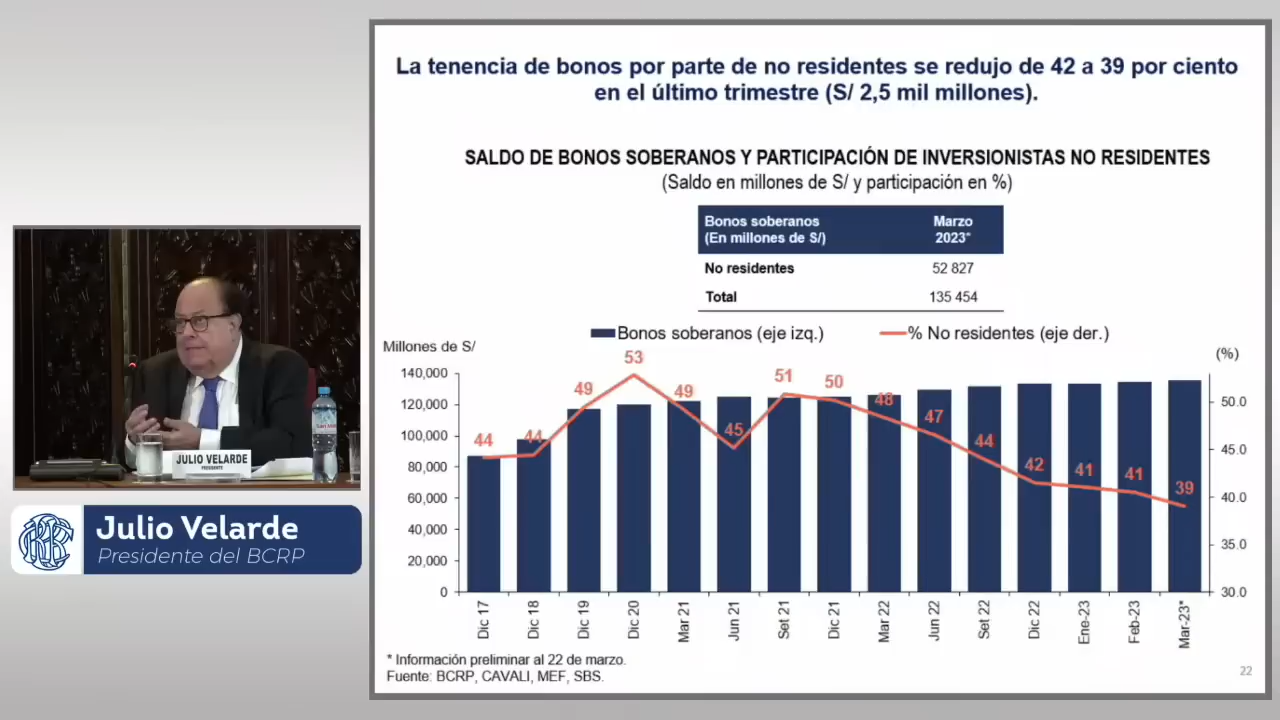 La tenencia de bonos por parte de no residentes se redujo de 42 a 39 por ciento
en el último trimestre (S/ 2,5 mil millones).
SALDO DE BONOS SOBERANOS Y PARTICIPACIÓN DE INVERSIONISTAS NO RESIDENTES
(Saldo en millones de S/ y participación en %)
Bonos soberanos Marzo
(En millones de S/) 2023*
No residentes 52 827
Total 135 454
Bonos soberanos (eje izq.) % No residentes (eje der.)
Millones de S/ (%)
140,000
120,000
100,000
80,000
60,000
40,000
20,000
0
44 44 49 53 49 45 51 50 48 47 44 42 41 41 39
50.0
45.0
40.0
35.0
30.0
Dic 17 Dic 18 Dic 19 Dic 20 Mar 21 Jun 21 Set 21 Dic 21 Mar 22 Jun 22 Set 22 Dic 22 Ene-23 Feb-23 Mar-23*
* Información preliminar al 22 de marzo.
Fuente: BCRP, CAVALI, MEF, SBS.
22
JULIO VELARDE
PRESIDENTE
Julio Velarde
Presidente del BCRP